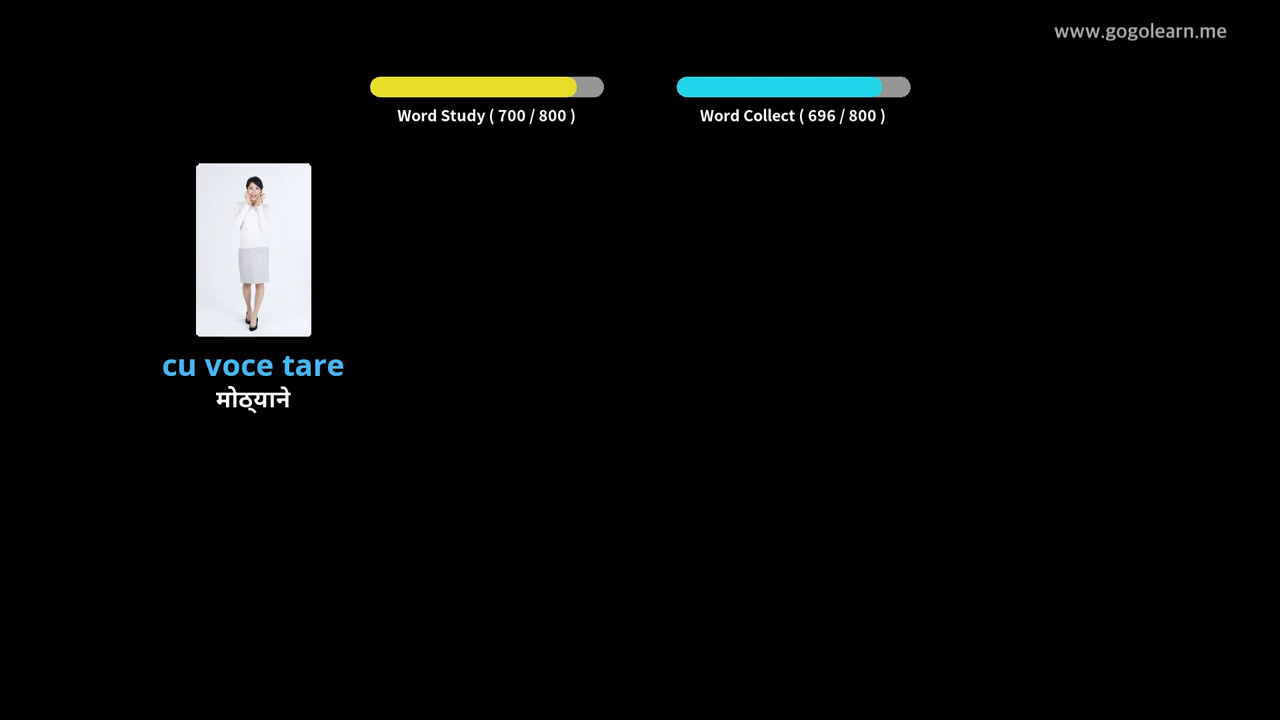 www.gogolearn.me
Word Study ( 700 / 800 )
Word Collect ( 696 / 800 )
cu voce tare
मोठ्याने